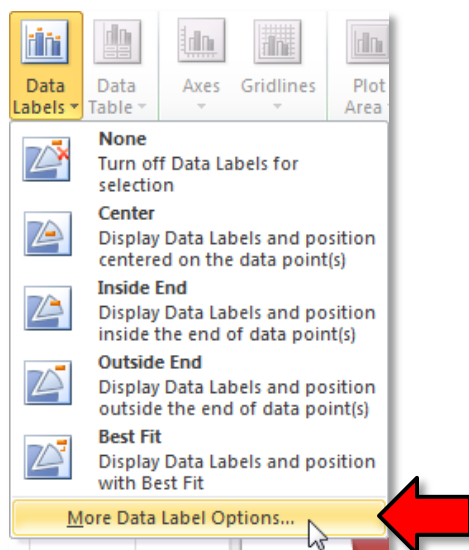 Data Labels
Data Table
Axes
Gridlines
Plot Area
None
Turn off Data Labels for
selection
Center
Display Data Labels and position
centered on the data point(s)
Inside End
Display Data Labels and position
inside the end of data point(s)
Outside End
Display Data Labels and position
outside the end of data point(s)
Best Fit
Display Data Labels and position
with Best Fit
More Data Label Options...